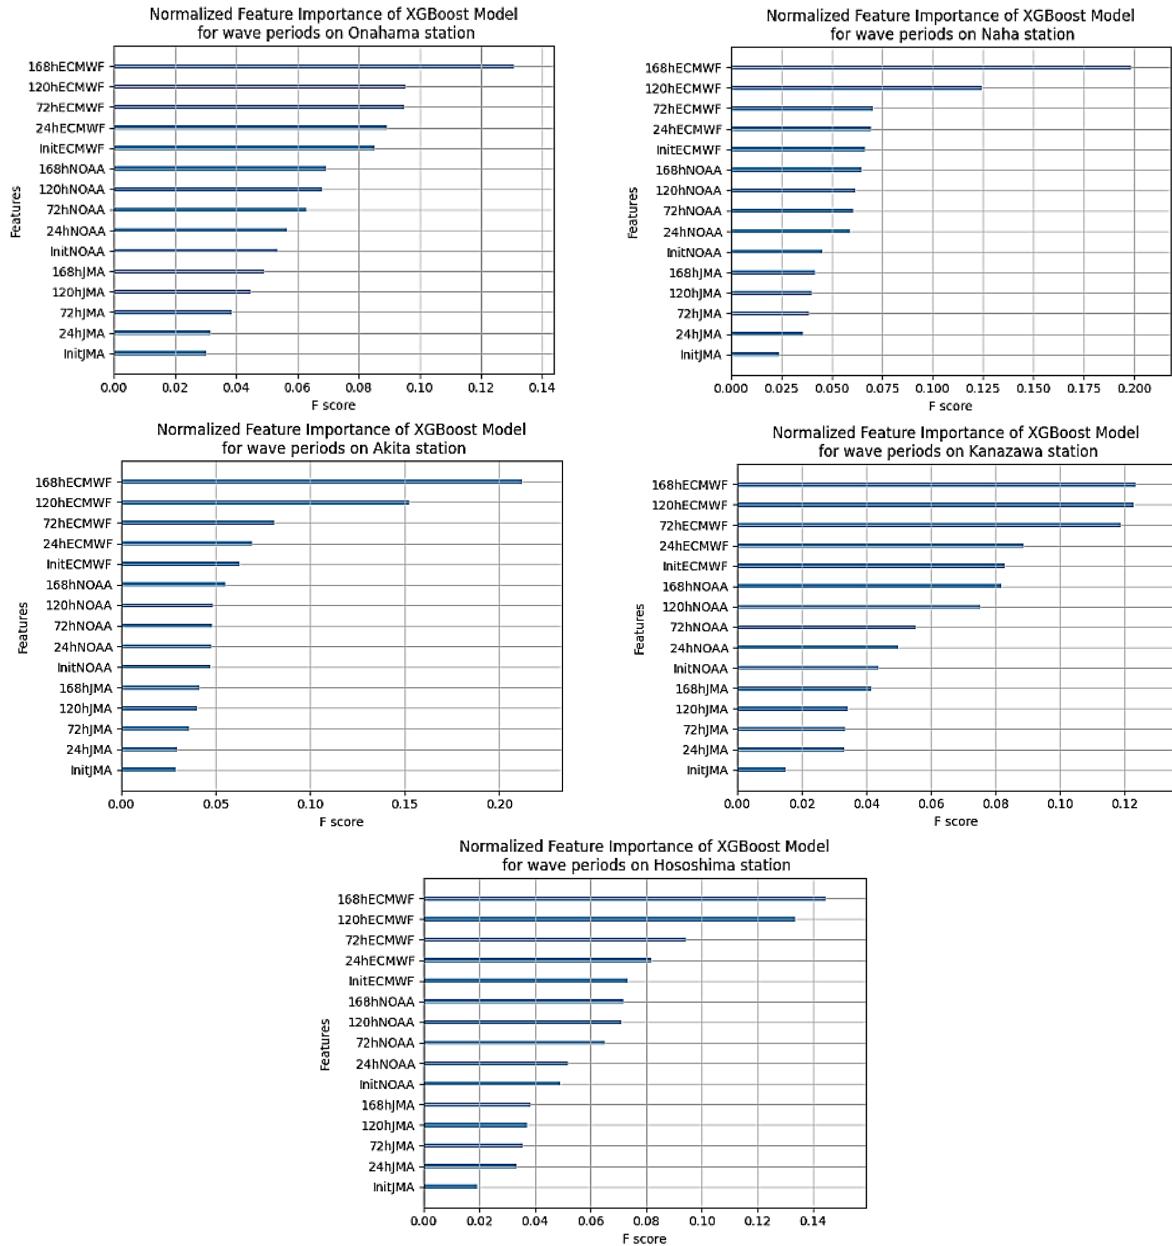 Normalized Feature Importance of XGBoost Model
for wave periods on Onahama station
168hECMWF
120hECMWF
72hECMWF
24hECMWF
InitECMWF
168hNOAA
120hNOAA
72hNOAA
24hNOAA
InitNOAA
168hJMA
120hJMA
72hJMA
24hJMA
InitJMA
Features
0.00 0.02 0.04 0.06 0.08 0.10 0.12 0.14
F score
Normalized Feature Importance of XGBoost Model
for wave periods on Naha station
168hECMWF
120hECMWF
72hECMWF
24hECMWF
InitECMWF
168hNOAA
120hNOAA
72hNOAA
24hNOAA
InitNOAA
168hJMA
120hJMA
72hJMA
24hJMA
InitJMA
Features
0.000 0.025 0.050 0.075 0.100 0.125 0.150 0.175 0.200
F score
Normalized Feature Importance of XGBoost Model
for wave periods on Akita station
168hECMWF
120hECMWF
72hECMWF
24hECMWF
InitECMWF
168hNOAA
120hNOAA
72hNOAA
24hNOAA
InitNOAA
168hJMA
120hJMA
72hJMA
24hJMA
InitJMA
Features
0.00 0.05 0.10 0.15 0.20
F score
Normalized Feature Importance of XGBoost Model
for wave periods on Kanazawa station
168hECMWF
120hECMWF
72hECMWF
24hECMWF
InitECMWF
168hNOAA
120hNOAA
72hNOAA
24hNOAA
InitNOAA
168hJMA
120hJMA
72hJMA
24hJMA
InitJMA
Features
0.00 0.02 0.04 0.06 0.08 0.10 0.12
F score
Normalized Feature Importance of XGBoost Model
for wave periods on Hososhima station
168hECMWF
120hECMWF
72hECMWF
24hECMWF
InitECMWF
168hNOAA
120hNOAA
72hNOAA
24hNOAA
InitNOAA
168hJMA
120hJMA
72hJMA
24hJMA
InitJMA
Features
0.00 0.02 0.04 0.06 0.08 0.10 0.12 0.14
F score